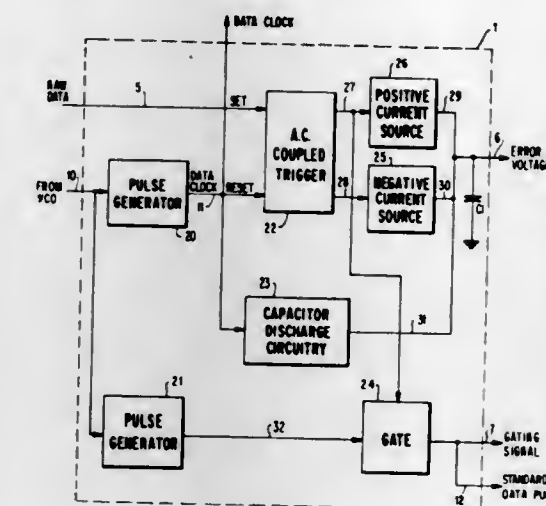 DATA CLOCK
1
RAW
DATA
5
SET
27
26
POSITIVE
CURRENT
SOURCE
29
A.C.
COUPLED
TRIGGER
6
ERROR
VOLTAGE
25
FROM
VCO
10
PULSE
GENERATOR
20
DATA
CLOCK
11
RESET
28
NEGATIVE
CURRENT
SOURCE
30
C1
22
23
CAPACITOR
DISCHARGE
CIRCUITRY
31
21
PULSE
GENERATOR
32
24
GATE
7
GATING
SIGNAL
12
STANDARD
DATA PU